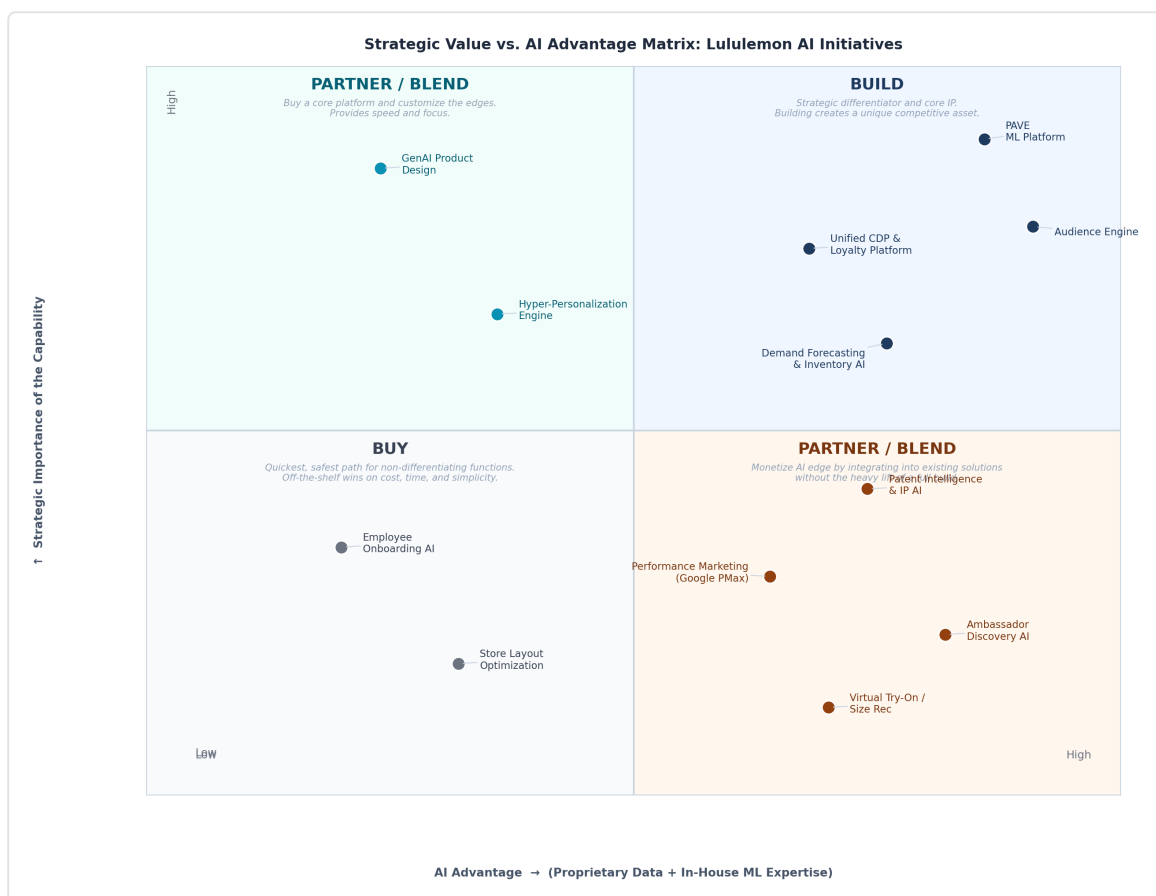 Strategic Value vs. AI Advantage Matrix: Lululemon AI Initiatives
PARTNER / BLEND
Buy a core platform and customize the edges.
Provides speed and focus.
High
BUILD
Strategic differentiator and core IP.
Building creates a unique competitive asset.
PAVE
ML Platform
GenAI Product
Design
Audience Engine
Unified CDP &
Loyalty Platform
Hyper-Personalization
Engine
Demand Forecasting
& Inventory AI
↑ Strategic Importance of the Capability
BUY
Quickest, safest path for non-differentiating functions.
Off-the-shelf wins on cost, time, and simplicity.
PARTNER / BLEND
Monetize AI edge by integrating into existing solutions
without the heavy
Patent Intelligence
& IP AI
Employee
Onboarding AI
Performance Marketing
(Google PMax)
Ambassador
Discovery AI
Store Layout
Optimization
Virtual Try-On /
Size Rec
Low
Low
High
AI Advantage → (Proprietary Data + In-House ML Expertise)